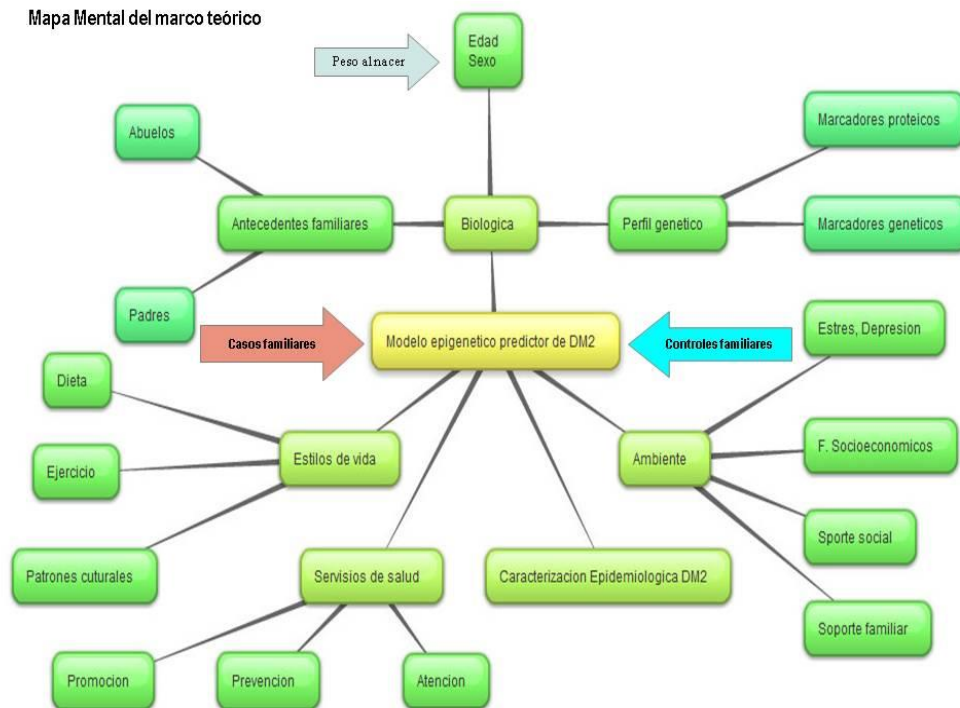 Mapa Mental del marco teórico
Edad
Sexo
Peso alnacer
Marcadores proteicos
Abuelos
Antecedentes familiares
Biologica
Perfil genetico
Marcadores geneticos
Padres
Casos familiares
Modelo epigenetico predictor de DM2
Controles familiares
Estres, Depresion
Dieta
Estilos de vida
Ambiente
F. Socioeconomicos
Ejercicio
Sporte social
Patrones cuturales
Servisios de salud
Caracterizacion Epidemiologica DM2
Soporte familiar
Promocion
Prevencion
Atencion